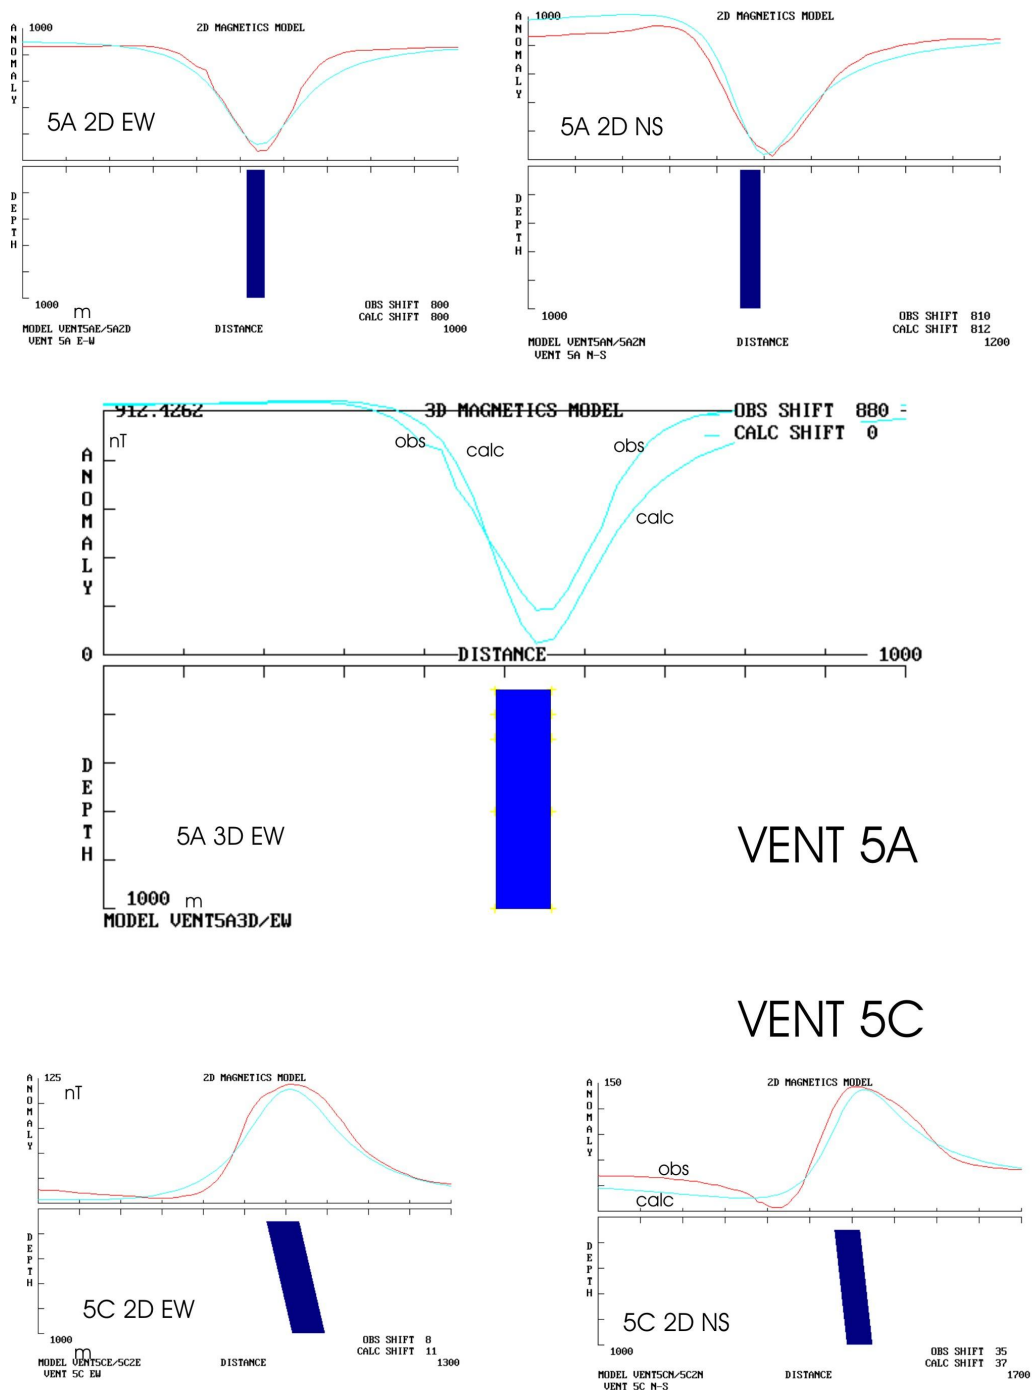 1000
2D MAGNETICS MODEL
ANOMALY
5A 2D EW
DEPTH
1000 m
OBS SHIFT 800
CALC SHIFT 800
MODEL VENT5AE/5A2D
DISTANCE
1000
VENT 5A E-W
1000
2D MAGNETICS MODEL
ANOMALY
5A 2D NS
DEPTH
1000
OBS SHIFT 810
CALC SHIFT 812
MODEL VENT5AN/5A2N
DISTANCE
1200
VENT 5A N-S
912.4262
3D MAGNETICS MODEL
OBS SHIFT 880
CALC SHIFT 0
nT
obs
calc
obs
calc
ANOMALY
0
DISTANCE
1000
DEPTH
5A 3D EW
VENT 5A
1000 m
MODEL VENT5A3D/EW
VENT 5C
125
nT
2D MAGNETICS MODEL
ANOMALY
DEPTH
5C 2D EW
1000
m
OBS SHIFT 8
CALC SHIFT 11
MODEL VENT5CE/5C2E
DISTANCE
1300
VENT 5C EW
150
2D MAGNETICS MODEL
ANOMALY
obs
calc
DEPTH
5C 2D NS
1000
OBS SHIFT 35
CALC SHIFT 37
MODEL VENT5CN/5C2N
DISTANCE
1700
VENT 5C N-S